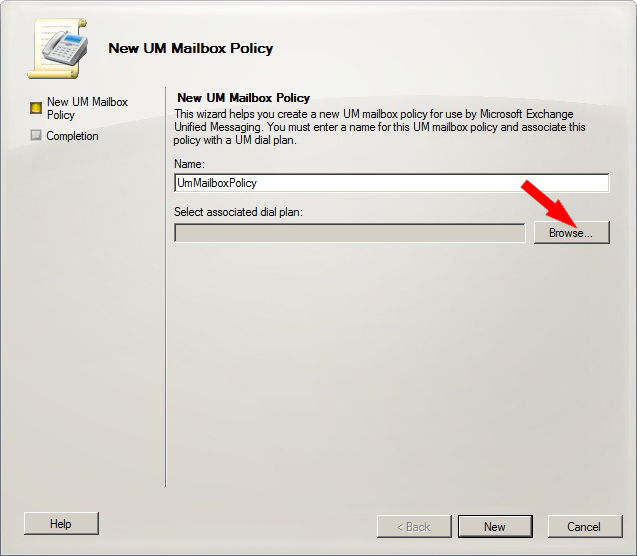 New UM Mailbox Policy
New UM Mailbox
Policy
Completion
New UM Mailbox Policy
This wizard helps you create a new UM mailbox policy for use by Microsoft Exchange
Unified Messaging. You must enter a name for this UM mailbox policy and associate this
policy with a UM dial plan.
Name:
UmMailboxPolicy
Select associated dial plan:
Browse...
Help
< Back
New
Cancel